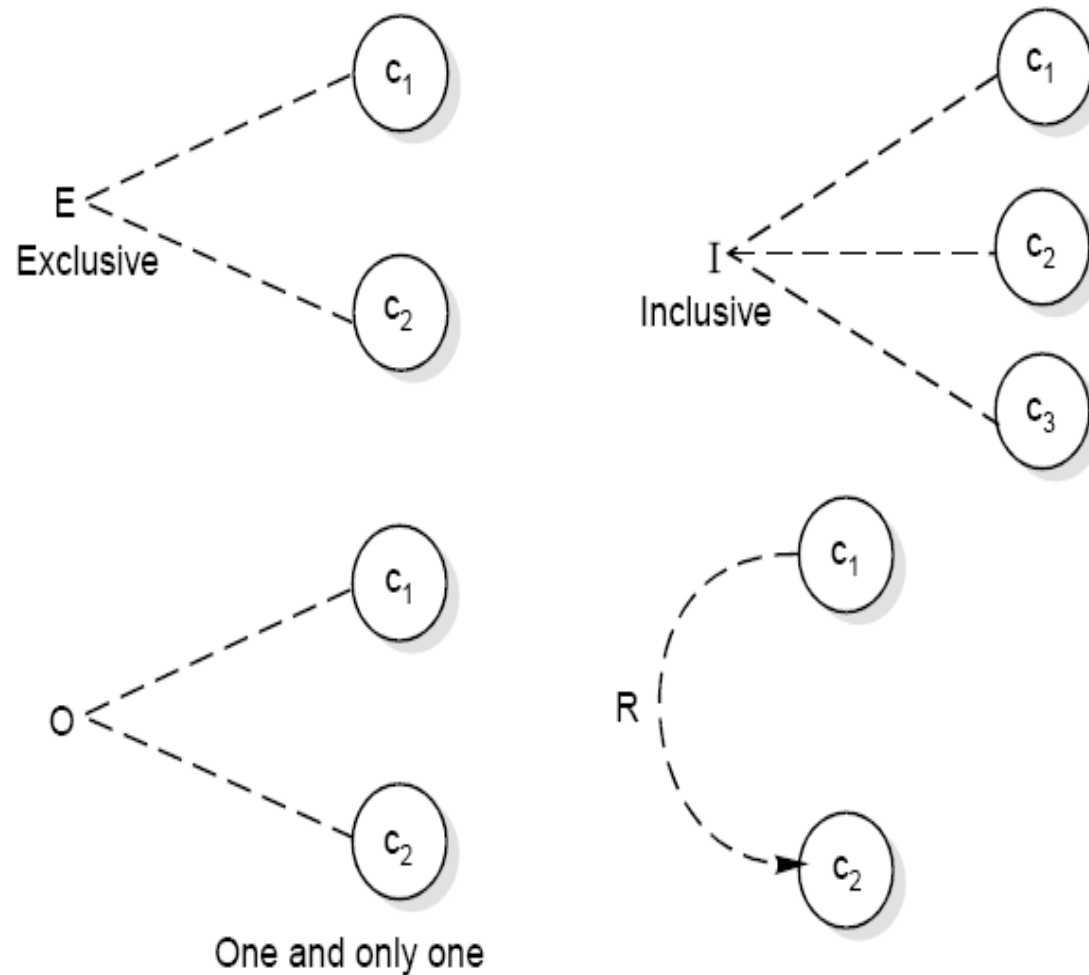 c₁
E
Exclusive
c₂
c₁
I
c₂
Inclusive
c₃
c₁
O
c₂
One and only one
c₁
R
c₂